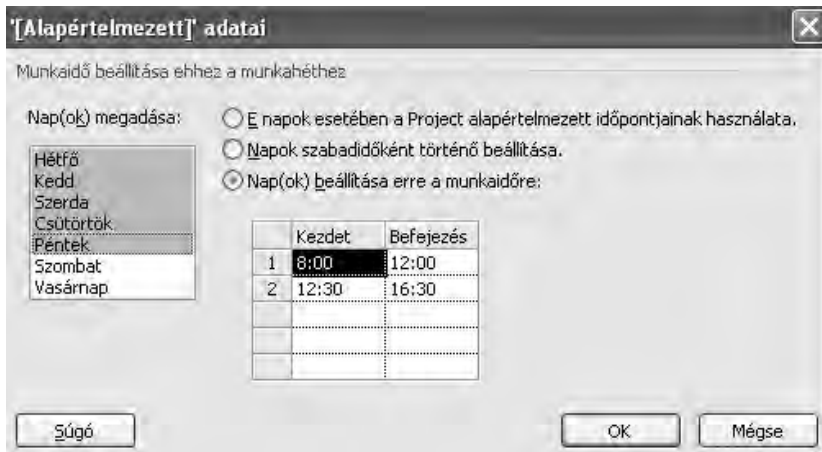 '[Alapértelmezett]' adatai
Munkaidő beállítása ehhez a munkahéthez
Nap(ok) megadása:
Hétfő
Kedd
Szerda
Csütörtök
Péntek
Szombat
Vasárnap
E napok esetében a Project alapértelmezett időpontjainak használata.
Napok szabadidőként történő beállítása.
Nap(ok) beállítása erre a munkaidőre:
Kezdet Befejezés
1 8:00 12:00
2 12:30 16:30
Súgó OK Mégse